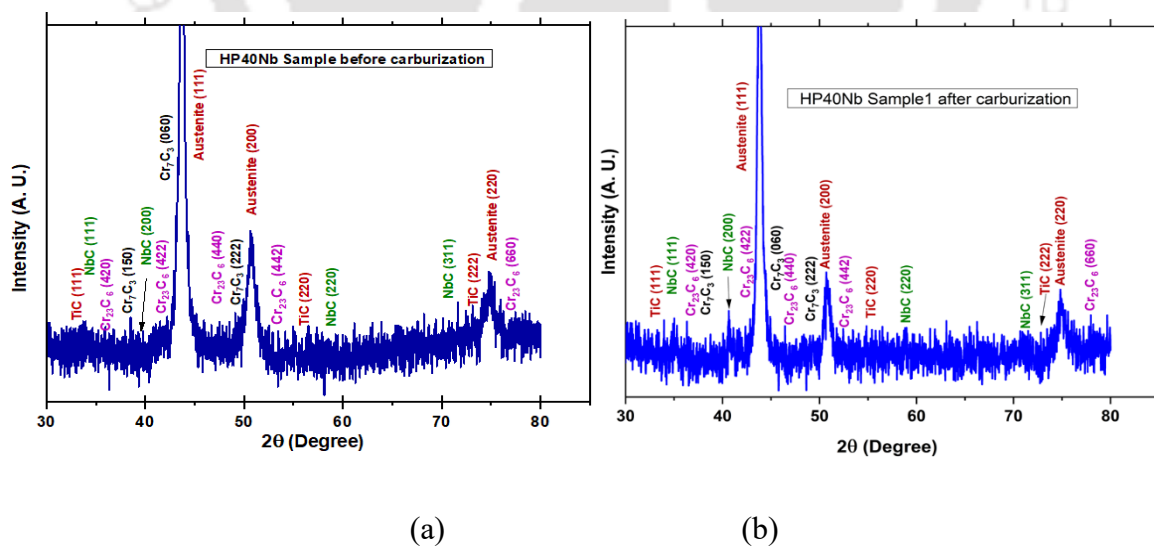 HP40Nb Sample before carburization
Intensity (A. U.)
TiC (111)
NbC (111)
Cr23C6 (420)
Cr7C3 (150)
NbC (200)
Cr23C6 (422)
Cr7C3 (060)
Austenite (111)
Cr23C6 (440)
Cr7C3 (222)
Austenite (200)
Cr23C6 (442)
TiC (220)
NbC (220)
NbC (311)
TiC (222)
Austenite (220)
Cr23C6 (660)
30 40 50 60 70 80
2θ (Degree)
(a)
HP40Nb Sample1 after carburization
Intensity (A. U.)
TiC (111)
NbC (111)
Cr23C6 (420)
Cr7C3 (150)
NbC (200)
Cr23C6 (422)
Austenite (111)
Cr7C3 (060)
Cr23C6 (440)
Cr7C3 (222)
Austenite (200)
Cr23C6 (442)
TiC (220)
NbC (220)
NbC (311)
TiC (222)
Austenite (220)
Cr23C6 (660)
30 40 50 60 70 80
2θ (Degree)
(b)